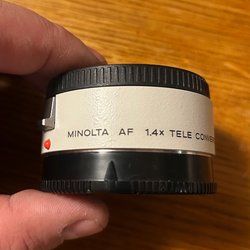 MINOLTA AF 1.4x TELE CONVE